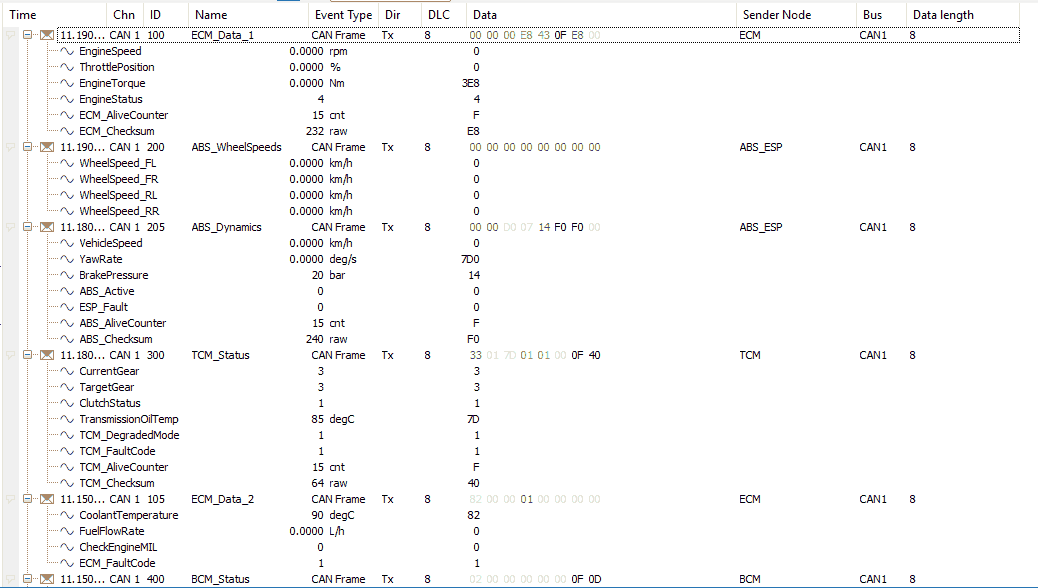 Time Chn ID Name Event Type Dir DLC Data Sender Node Bus Data length
11.190... CAN 1 100 ECM_Data_1 CAN Frame Tx 8 00 00 00 E8 43 0F E8 00 ECM CAN1 8
EngineSpeed 0.0000 rpm 0
ThrottlePosition 0.0000 % 0
EngineTorque 0.0000 Nm 3E8
EngineStatus 4 4
ECM_AliveCounter 15 cnt F
ECM_Checksum 232 raw E8
11.190... CAN 1 200 ABS_WheelSpeeds CAN Frame Tx 8 00 00 00 00 00 00 00 00 ABS_ESP CAN1 8
WheelSpeed_FL 0.0000 km/h 0
WheelSpeed_FR 0.0000 km/h 0
WheelSpeed_RL 0.0000 km/h 0
WheelSpeed_RR 0.0000 km/h 0
11.180... CAN 1 205 ABS_Dynamics CAN Frame Tx 8 00 00 D0 07 14 F0 F0 00 ABS_ESP CAN1 8
VehicleSpeed 0.0000 km/h 0
YawRate 0.0000 deg/s 7D0
BrakePressure 20 bar 14
ABS_Active 0 0
ESP_Fault 0 0
ABS_AliveCounter 15 cnt F
ABS_Checksum 240 raw F0
11.180... CAN 1 300 TCM_Status CAN Frame Tx 8 33 01 7D 01 01 00 0F 40 TCM CAN1 8
CurrentGear 3 3
TargetGear 3 3
ClutchStatus 1 1
TransmissionOilTemp 85 degC 7D
TCM_DegradedMode 1 1
TCM_FaultCode 1 1
TCM_AliveCounter 15 cnt F
TCM_Checksum 64 raw 40
11.150... CAN 1 105 ECM_Data_2 CAN Frame Tx 8 82 00 00 01 00 00 00 00 ECM CAN1 8
CoolantTemperature 90 degC 82
FuelFlowRate 0.0000 L/h 0
CheckEngineMIL 0 0
ECM_FaultCode 1 1
11.150... CAN 1 400 BCM_Status CAN Frame Tx 8 02 00 00 00 00 00 0F 0D BCM CAN1 8